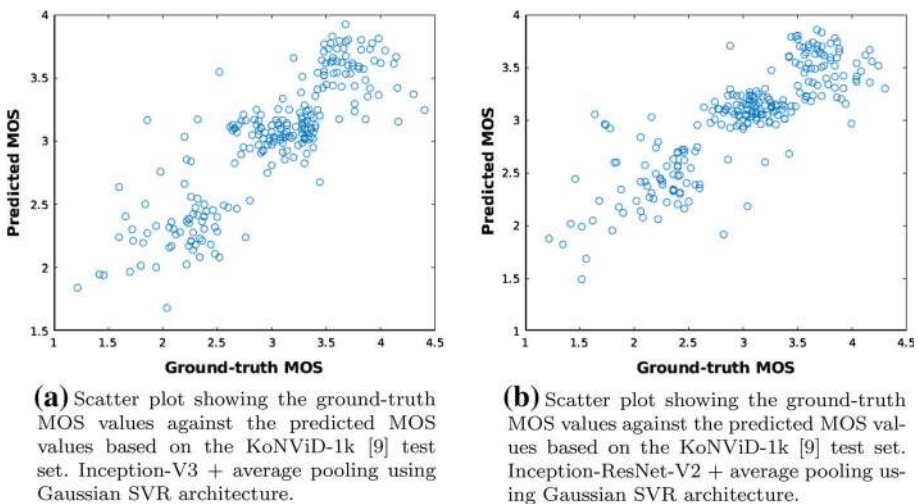 4
3.5
3
2.5
2
1.5
Predicted MOS
1 1.5 2 2.5 3 3.5 4 4.5
Ground-truth MOS
(a) Scatter plot showing the ground-truth
MOS values against the predicted MOS
values based on the KoNViD-1k [9] test
set. Inception-V3 + average pooling using
Gaussian SVR architecture.
4
3.5
3
2.5
2
1.5
1
Predicted MOS
1 1.5 2 2.5 3 3.5 4 4.5
Ground-truth MOS
(b) Scatter plot showing the ground-truth
MOS values against the predicted MOS val-
ues based on the KoNViD-1k [9] test set.
Inception-ResNet-V2 + average pooling us-
ing Gaussian SVR architecture.